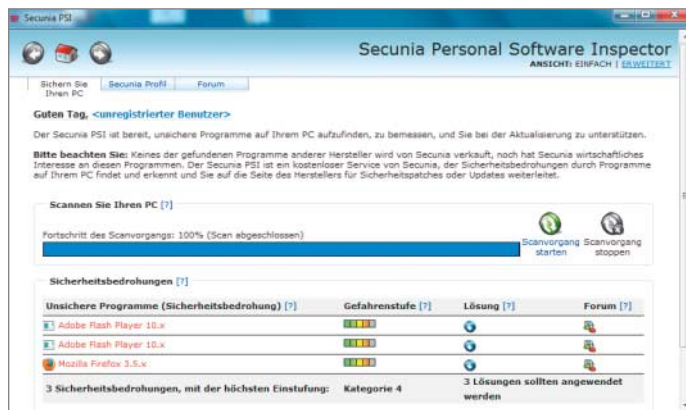 Secunia PSI
Secunia Personal Software Inspector
ANSICHT: EINFACH | ERWEITERT
Sichern Sie
Ihren PC
Secunia Profil
Forum
Guten Tag, <unregistrierter Benutzer>
Der Secunia PSI ist bereit, unsichere Programme auf Ihrem PC aufzufinden, zu bemessen, und Sie bei der Aktualisierung zu unterstützen.
Bitte beachten Sie: Keines der gefundenen Programme anderer Hersteller wird von Secunia verkauft, noch hat Secunia wirtschaftliches
Interesse an diesen Programmen. Der Secunia PSI ist ein kostenloser Service von Secunia, der Sicherheitsbedrohungen durch Programme
auf Ihrem PC findet und erkennt und Sie auf die Seite des Herstellers für Sicherheitspatches oder Updates weiterleitet.
Scannen Sie Ihren PC [?]
Fortschritt des Scanvorgangs: 100% (Scan abgeschlossen)
Scanvorgang starten
Scanvorgang stoppen
Sicherheitsbedrohungen [?]
Unsichere Programme (Sicherheitsbedrohung) [?] Gefahrenstufe [?] Lösung [?] Forum [?]
Adobe Flash Player 10.x
Adobe Flash Player 10.x
Mozilla Firefox 3.5.x
3 Sicherheitsbedrohungen, mit der höchsten Einstufung: Kategorie 4 3 Lösungen sollten angewendet werden